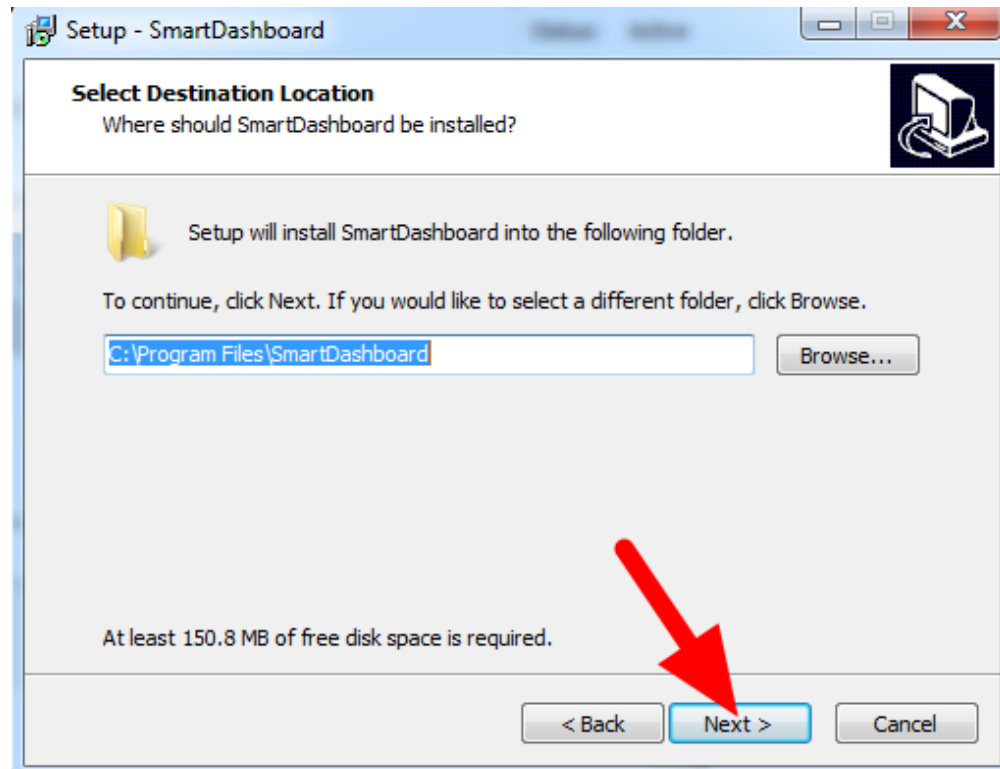 Setup - SmartDashboard
Select Destination Location
Where should SmartDashboard be installed?
Setup will install SmartDashboard into the following folder.
To continue, click Next. If you would like to select a different folder, click Browse.
C:\Program Files\SmartDashboard
Browse...
At least 150.8 MB of free disk space is required.
< Back
Next >
Cancel